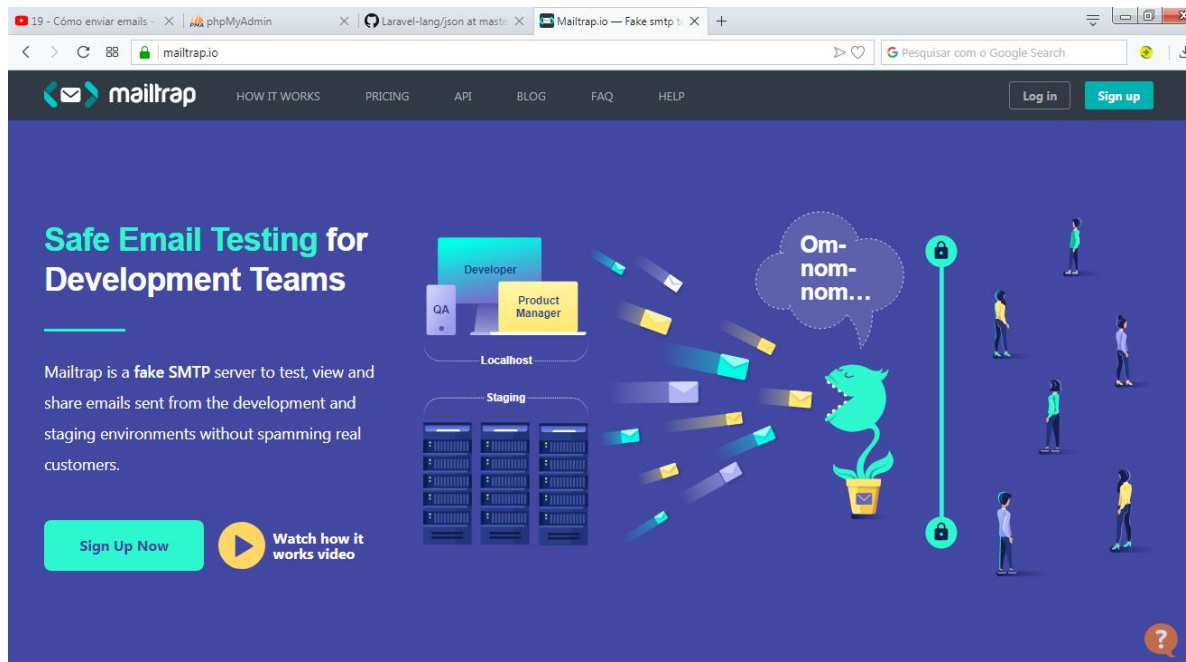 19 - Cómo enviar emails -
phpMyAdmin
Laravel-lang/json at maste
Mailtrap.io — Fake smtp t
mailtrap.io
Pesquisar com o Google Search
mailtrap
HOW IT WORKS
PRICING
API
BLOG
FAQ
HELP
Log in
Sign up
Safe Email Testing for
Development Teams
Mailtrap is a fake SMTP server to test, view and
share emails sent from the development and
staging environments without spamming real
customers.
Sign Up Now
Watch how it
works video
Developer
QA
Product
Manager
Localhost
Staging
Om-
nom-
nom...
?